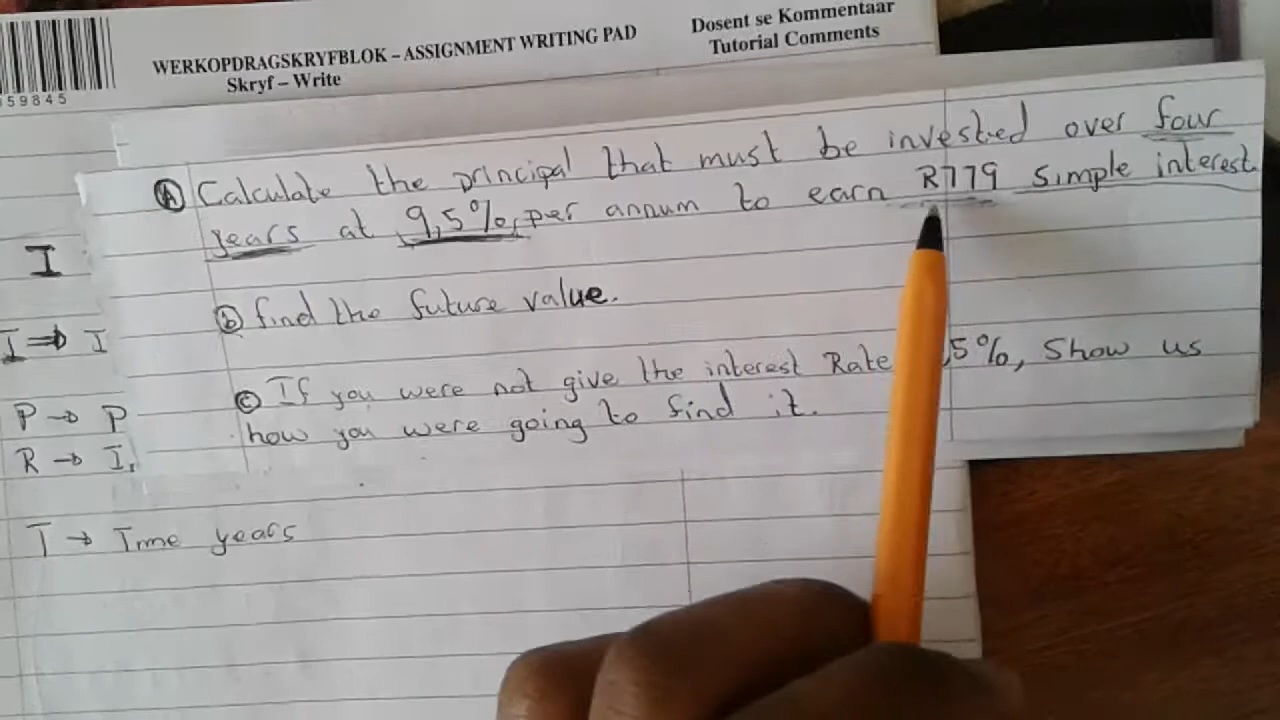 WERKOPDRAGSKRYFBLOK – ASSIGNMENT WRITING PAD
Skryf – Write
Dosent se Kommentaar
Tutorial Comments
59845
(A) Calculate the principal that must be invested over four
years at 9,5% per annum to earn R779 simple interest
(b) find the future value.
(c) If you were not give the interest Rate 5%, Show us
how you were going to find it.
I
I ⇒ I
P → P
R → I
T → Time years